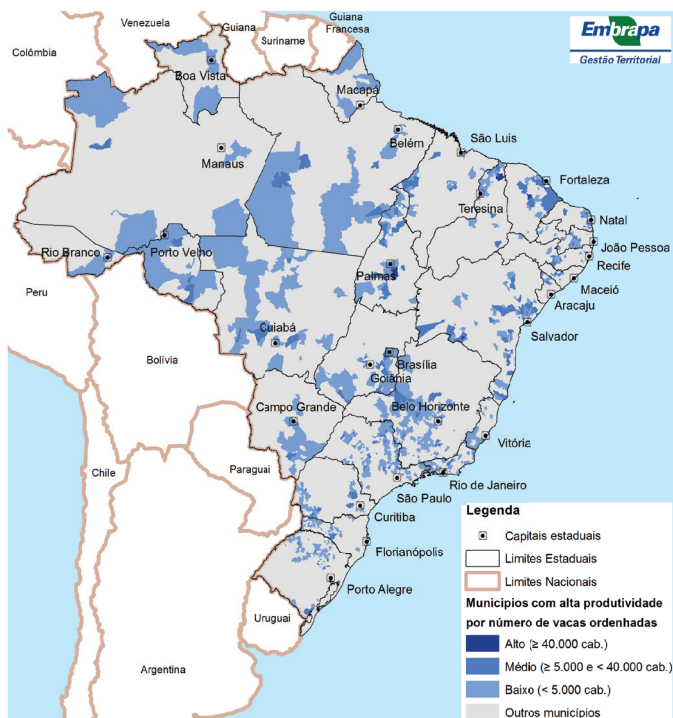 Venezuela
Guiana
Suriname
Guiana
Francesa
Colômbia
Embrapa
Gestão Territorial
Boa Vista
Macapá
Belém
São Luis
Manaus
Fortaleza
Teresina
Natal
João Pessoa
Rio Branco
Porto Velho
Recife
Palmas
Maceió
Peru
Aracaju
Cuiabá
Salvador
Bolívia
Brasília
Goiânia
Campo Grande
Belo Horizonte
Vitória
Paraguai
Chile
Rio de Janeiro
São Paulo
Curitiba
Florianópolis
Porto Alegre
Uruguai
Argentina
Legenda
Capitais estaduais
Limites Estaduais
Limites Nacionais
Municipios com alta produtividade
por número de vacas ordenhadas
Alto (≥ 40.000 cab.)
Médio (≥ 5.000 e < 40.000 cab.)
Baixo (< 5.000 cab.)
Outros municípios